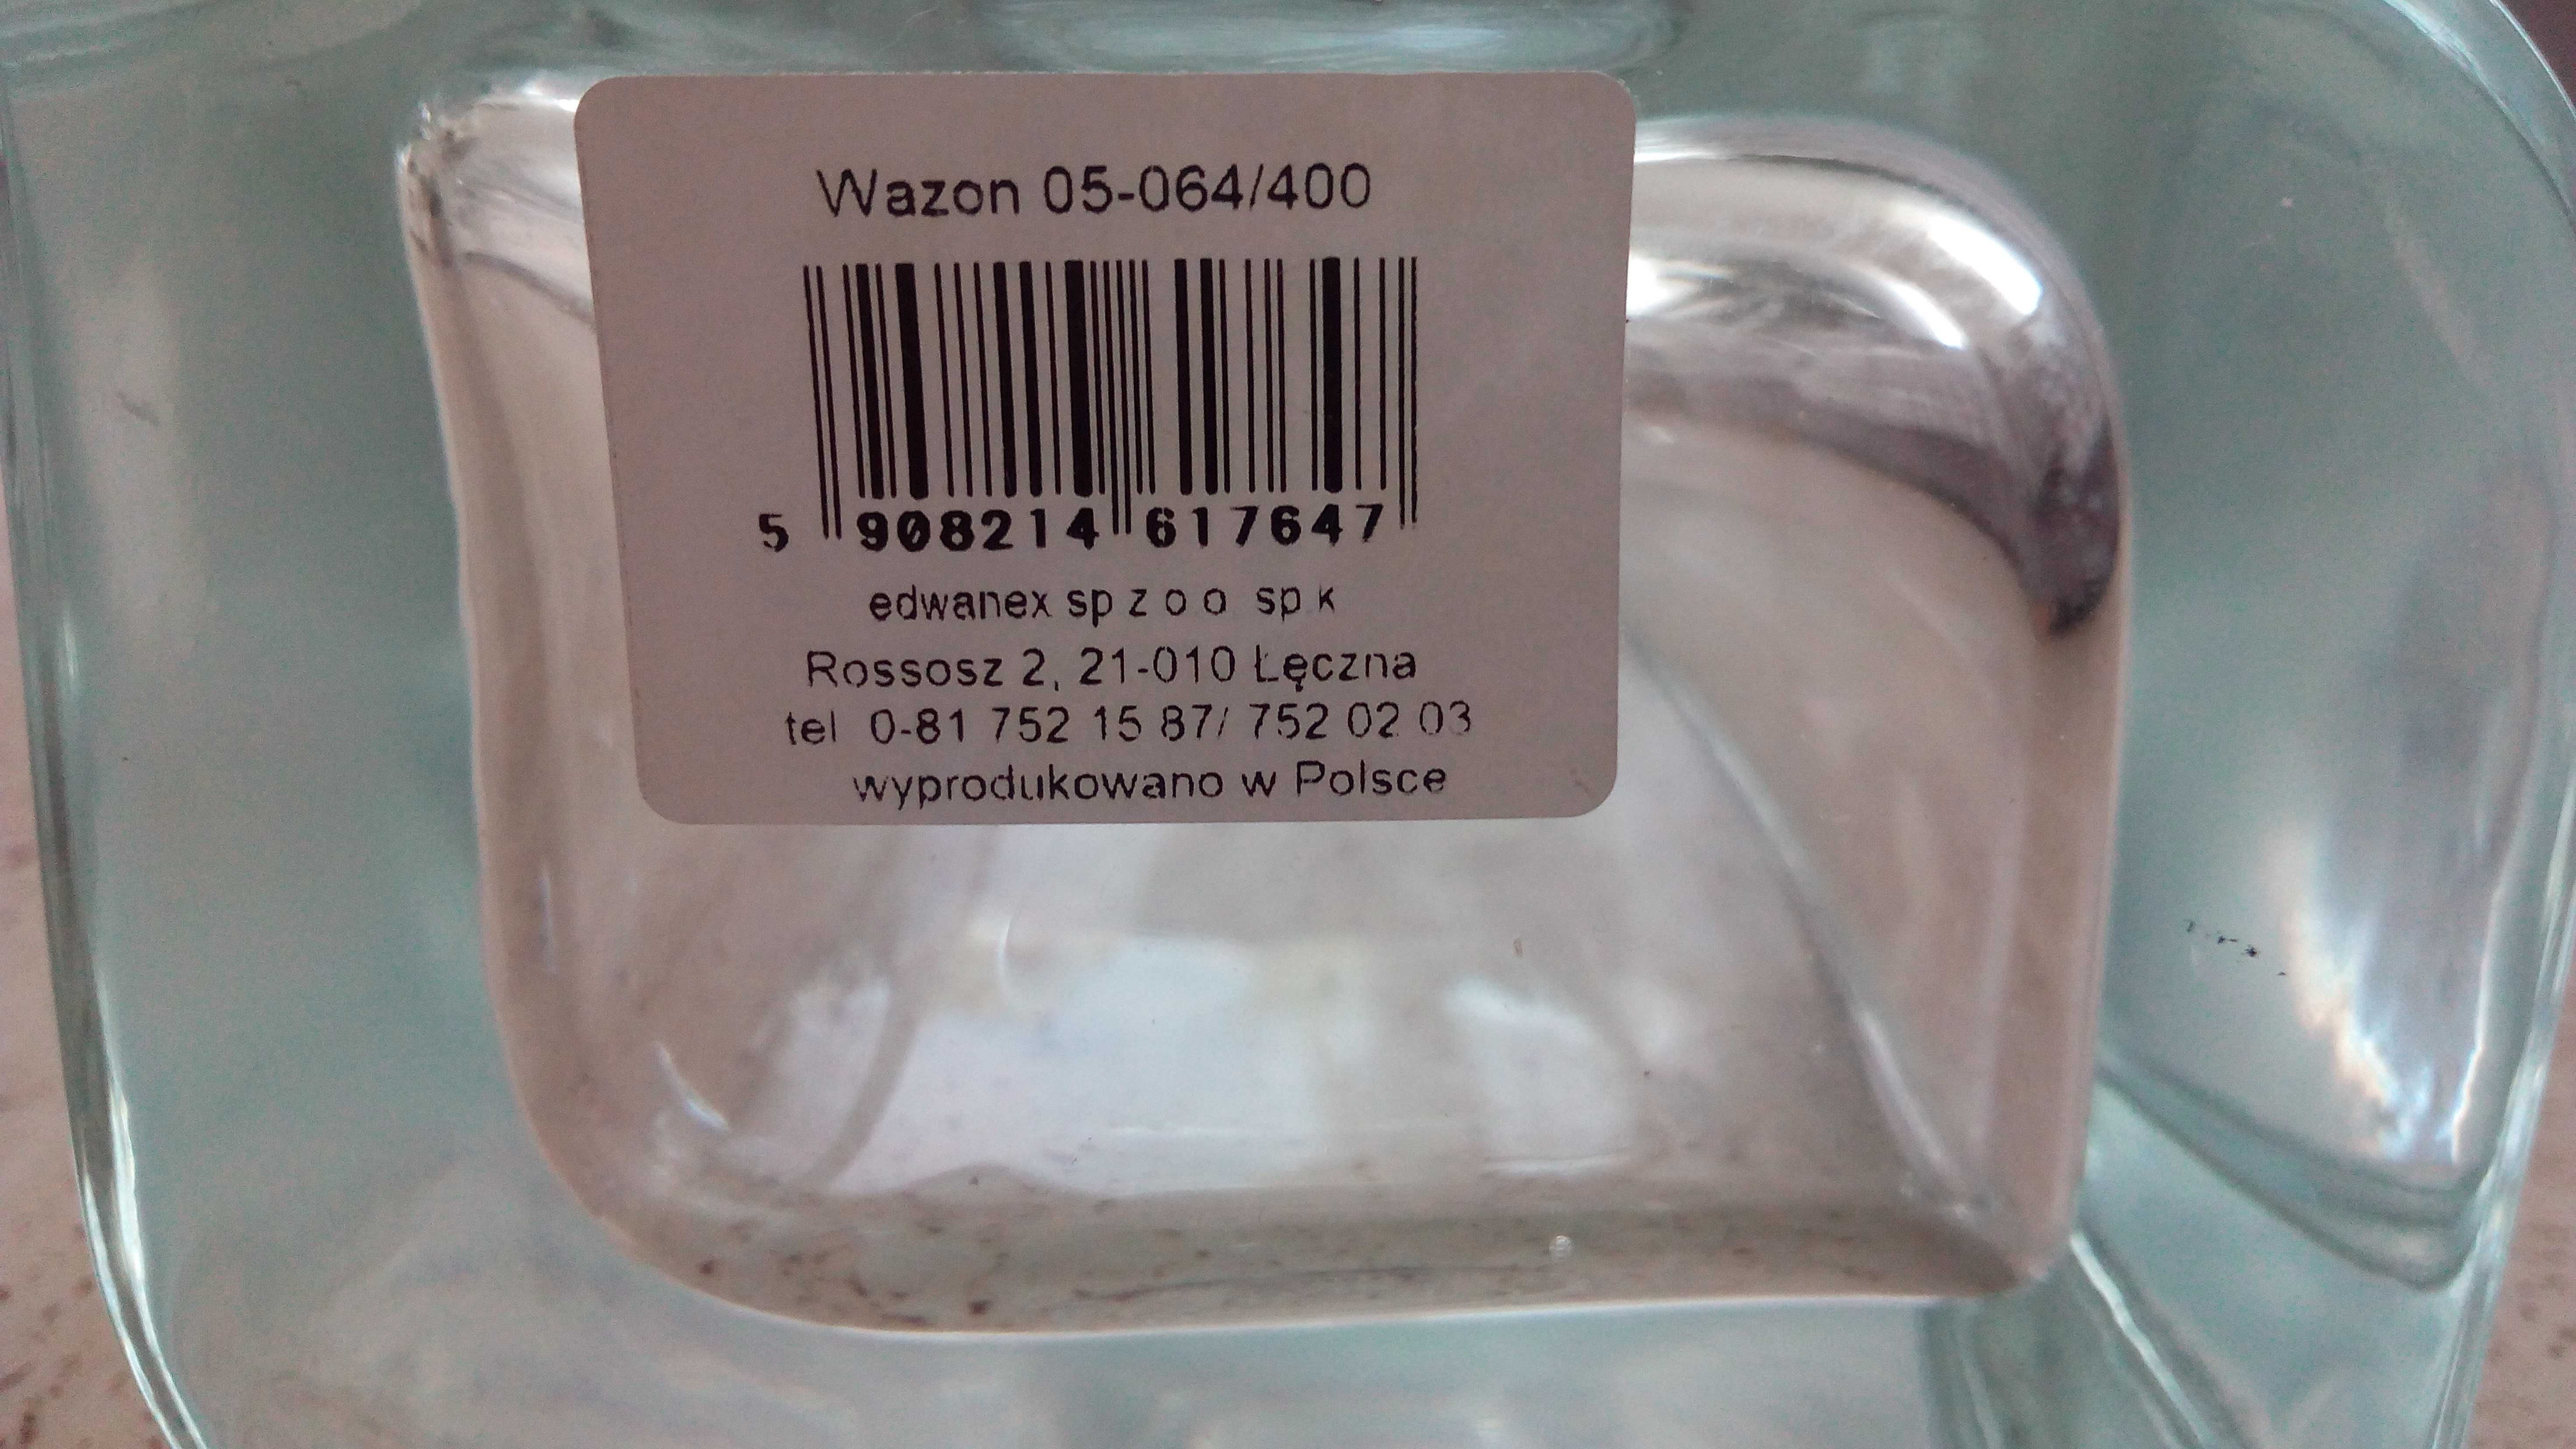 Wazon 05-064/400
5 908214 617647
edwanex sp z o o sp k
Rossosz 2, 21-010 Łęczna
tel 0-81 752 15 87/ 752 02 03
wyprodukowano w Polsce